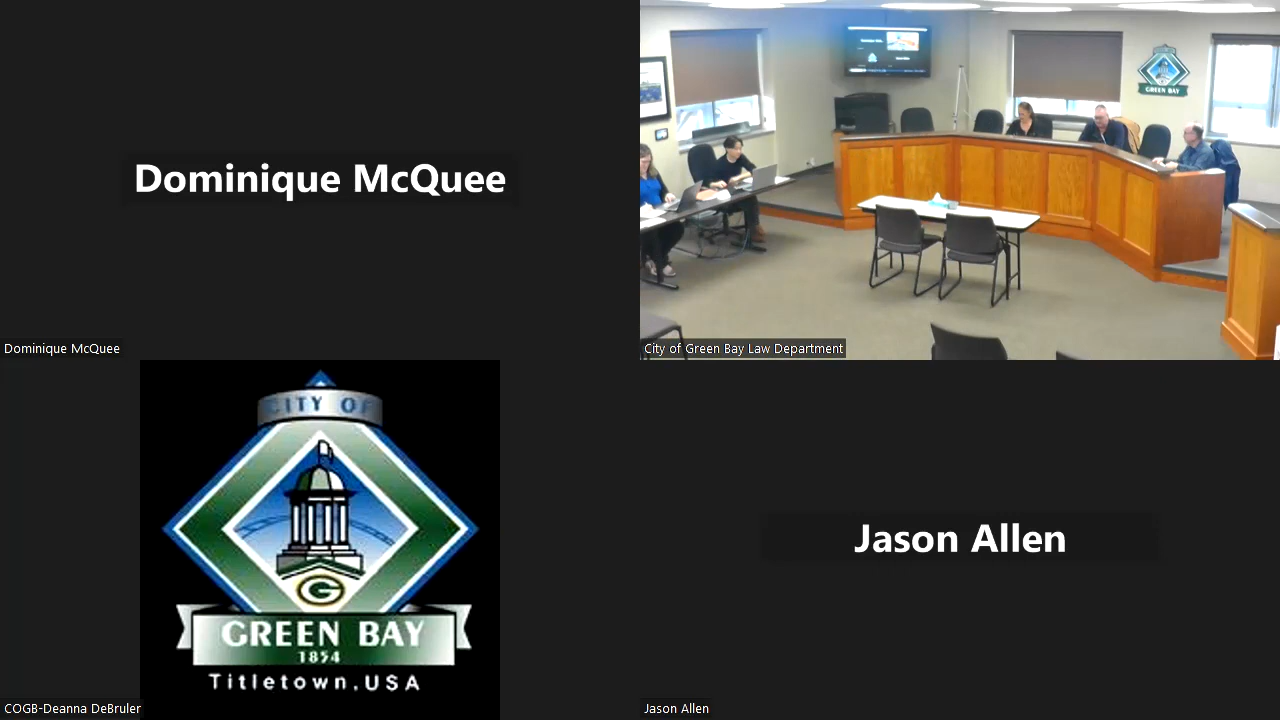 Dominique McQuee
Dominique McQuee
GREEN BAY
City of Green Bay Law Department
CITY OF
G
GREEN BAY
1854
Titletown, USA
COGB-Deanna DeBruler
Jason Allen
Jason Allen